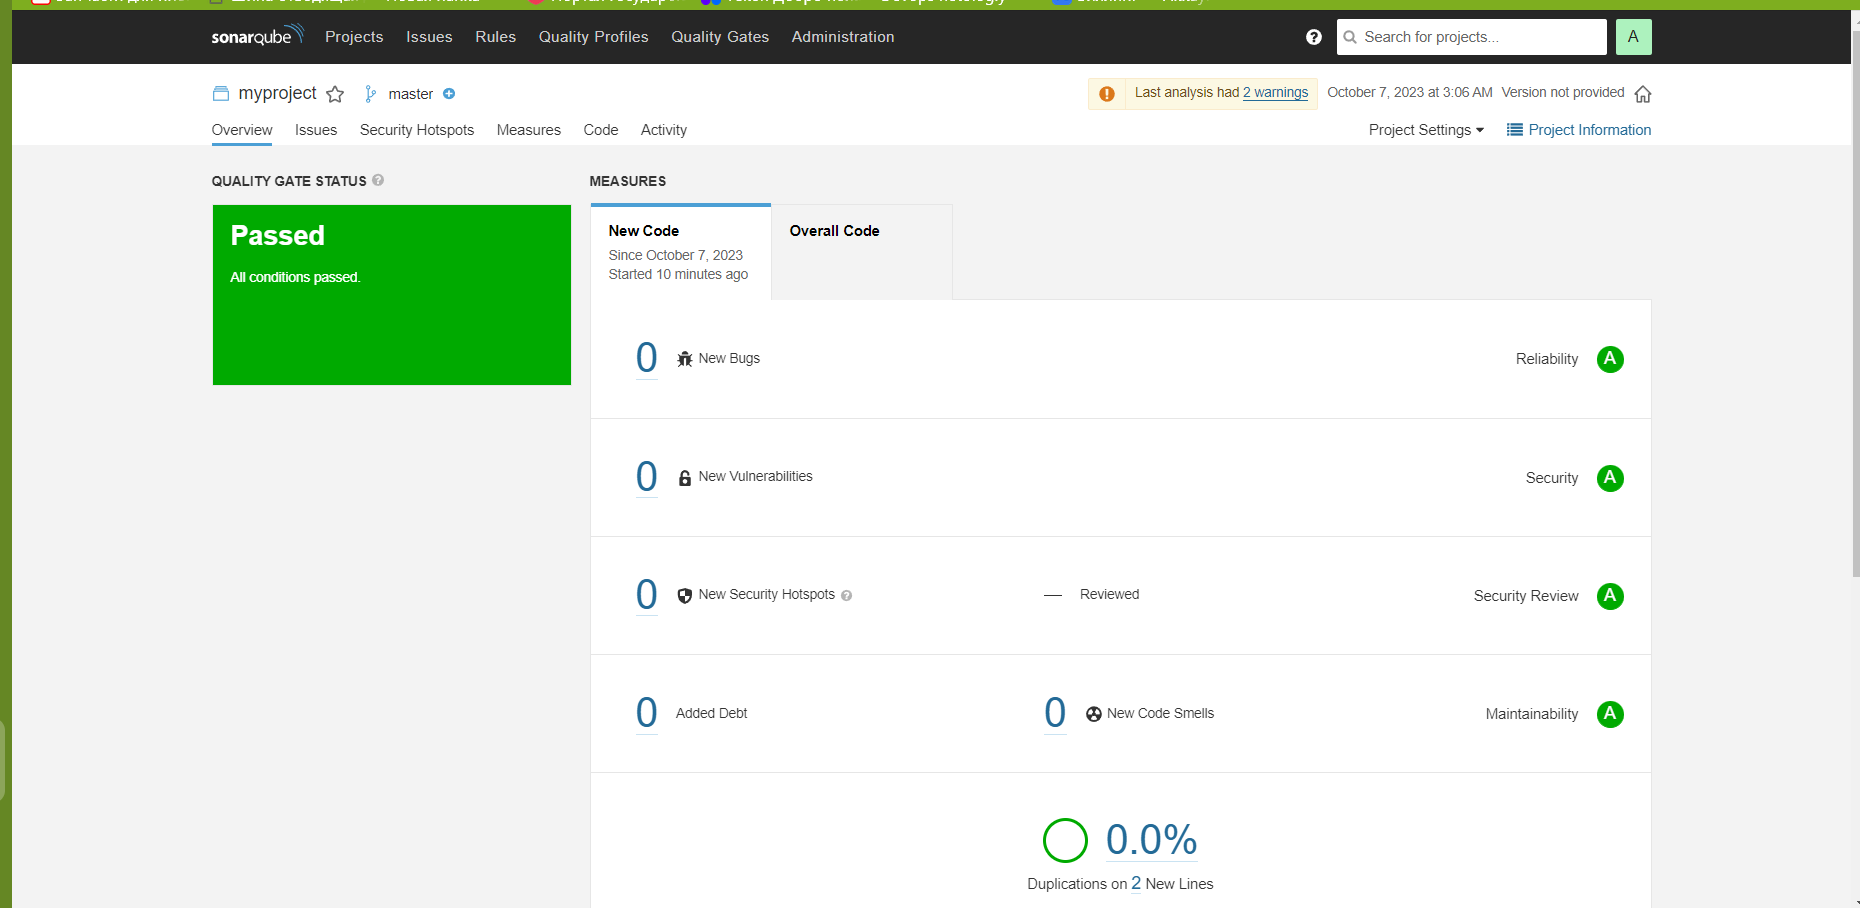 sonarqube Projects Issues Rules Quality Profiles Quality Gates Administration ? Search for projects... A
myproject master Last analysis had 2 warnings October 7, 2023 at 3:06 AM Version not provided
Overview Issues Security Hotspots Measures Code Activity Project Settings Project Information
QUALITY GATE STATUS ?
MEASURES
Passed
All conditions passed.
New Code
Since October 7, 2023
Started 10 minutes ago
Overall Code
0 New Bugs Reliability A
0 New Vulnerabilities Security A
0 New Security Hotspots ? — Reviewed Security Review A
0 Added Debt 0 New Code Smells Maintainability A
0.0%
Duplications on 2 New Lines